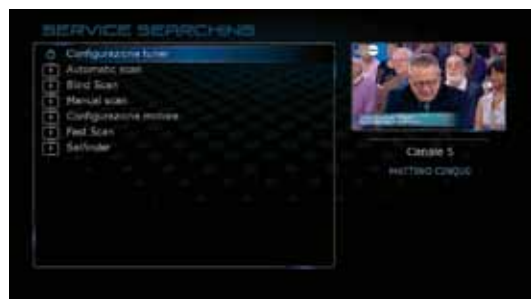 SERVICE SEARCHING
Configurazione tuner
Automatic scan
Blind Scan
Manual scan
Configurazione motore
Fast Scan
Satfinder
Canale 5
MATTINO CINQUE